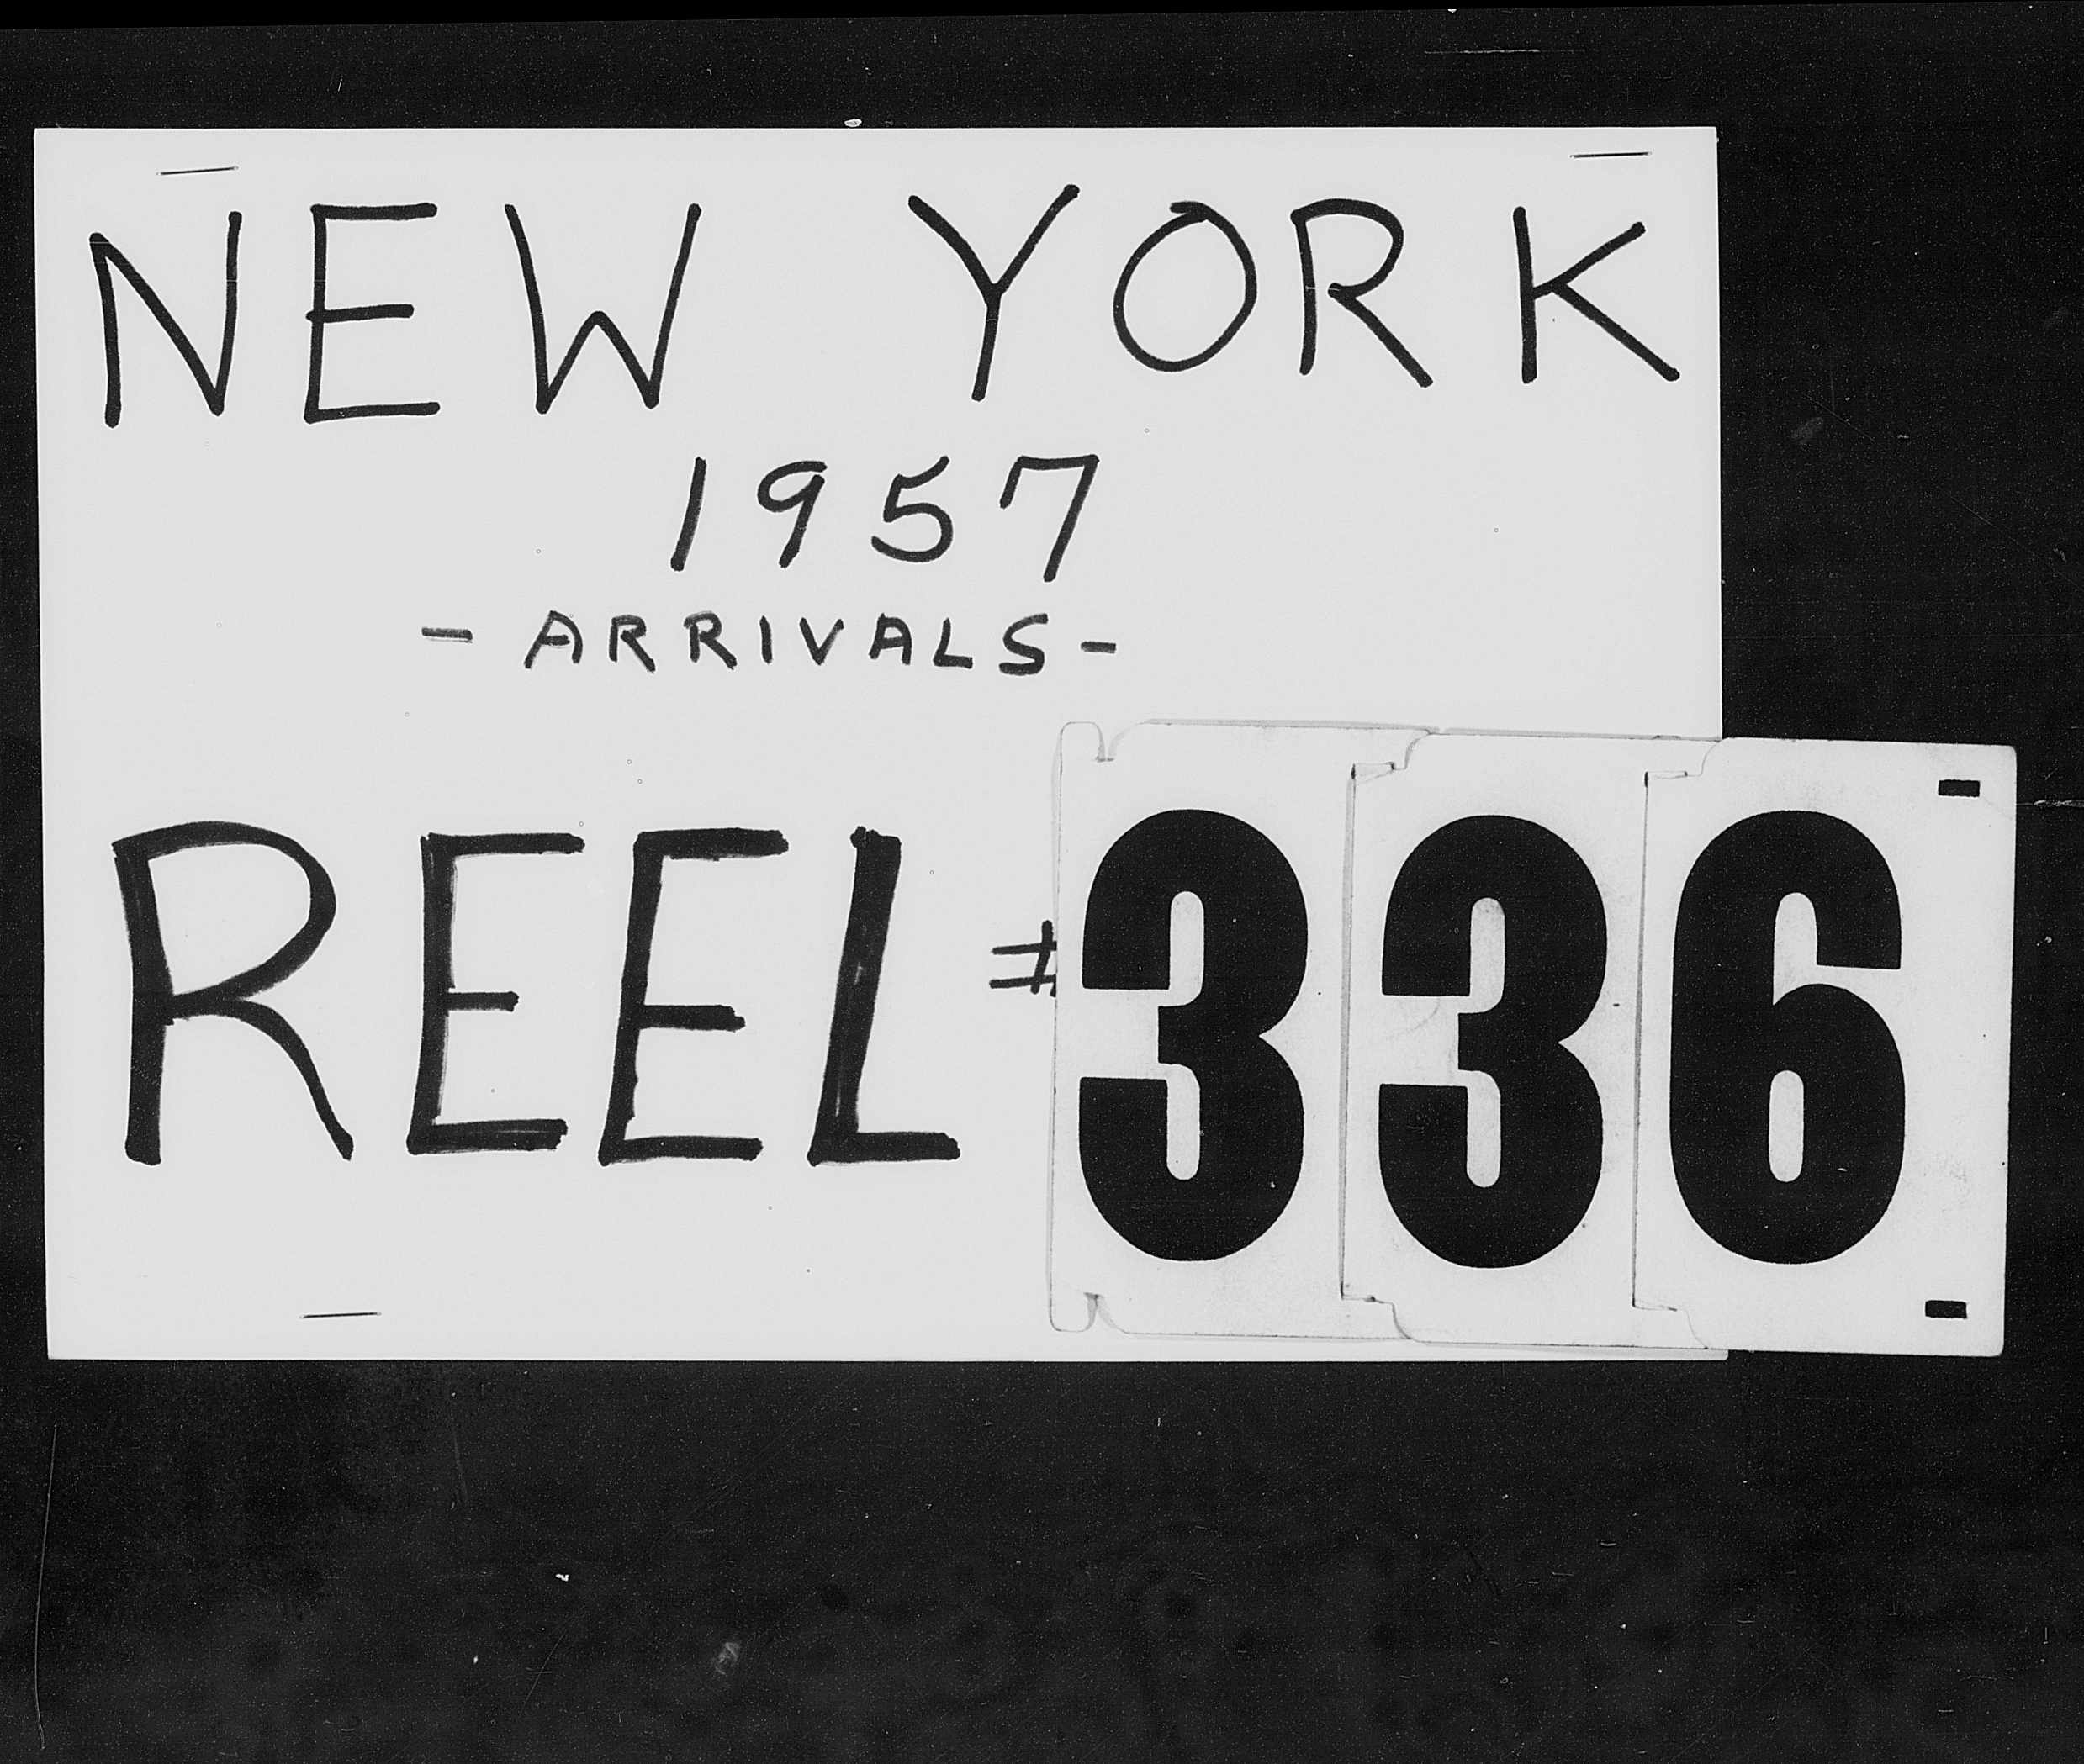 NEW YORK
1957
- ARRIVALS -
REEL # 336